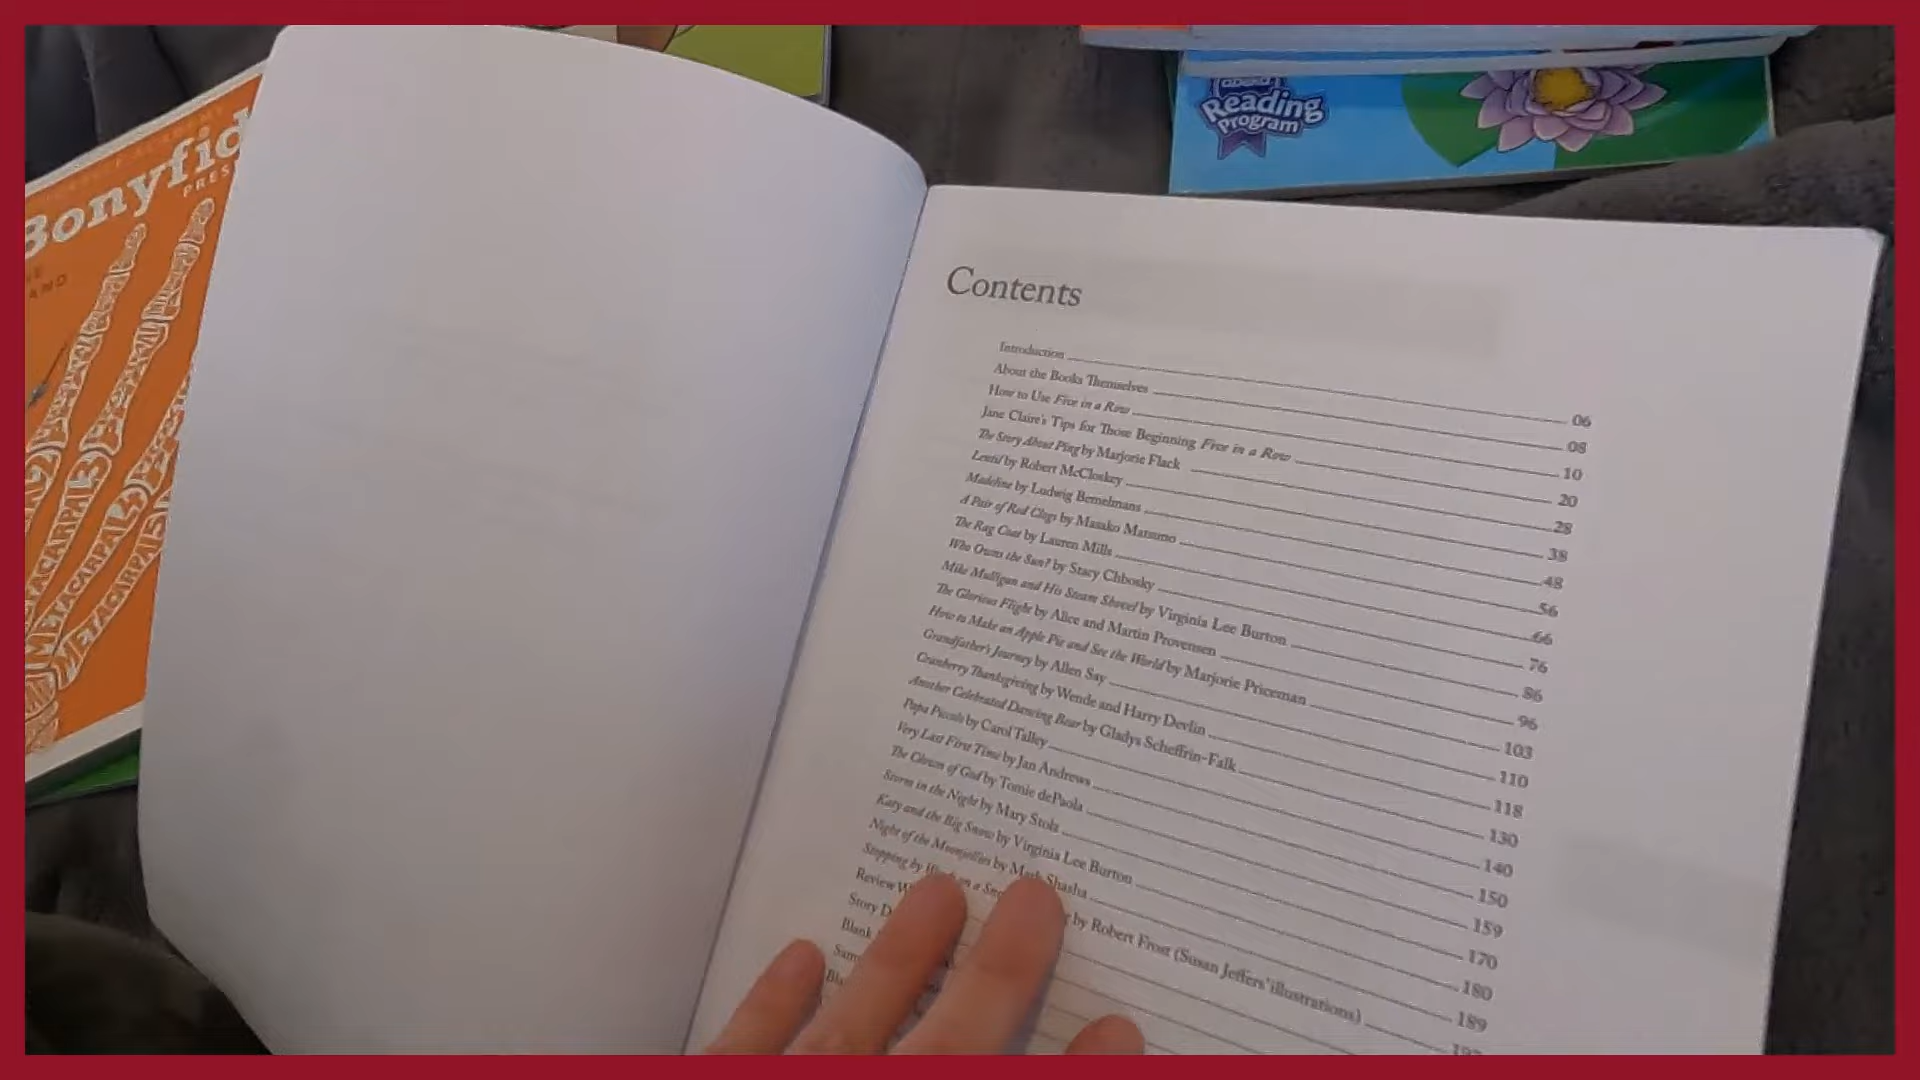 Bonyfid
PRES
AND
METACARPAL 3
METACARPAL 5
Reading
Program
Contents
Introduction 06
About the Books Themselves 08
How to Use Five in a Row 10
Jane Claire's Tips for Those Beginning Five in a Row 20
The Story About Ping by Marjorie Flack 28
Lentil by Robert McCloskey 38
Madeline by Ludwig Bemelmans 48
A Pair of Red Clogs by Masako Matsuno 56
The Rag Coat by Lauren Mills 66
Who Owns the Sun? by Stacy Chbosky 76
Mike Mulligan and His Steam Shovel by Virginia Lee Burton 86
The Glorious Flight by Alice and Martin Provensen 96
How to Make an Apple Pie and See the World by Marjorie Priceman 103
Grandfather's Journey by Allen Say 110
Cranberry Thanksgiving by Wende and Harry Devlin 118
Another Celebrated Dancing Bear by Gladys Scheffrin-Falk 130
Papa Piccolo by Carol Talley 140
Very Last First Time by Jan Andrews 150
The Clown of God by Tomie dePaola 159
Storm in the Night by Mary Stolz 170
Katy and the Big Snow by Virginia Lee Burton 180
Night of the Moonjellies by Mark Shasha 189
Stopping by on a by Robert Frost (Susan Jeffers' illustrations)
Review
Story
Blank